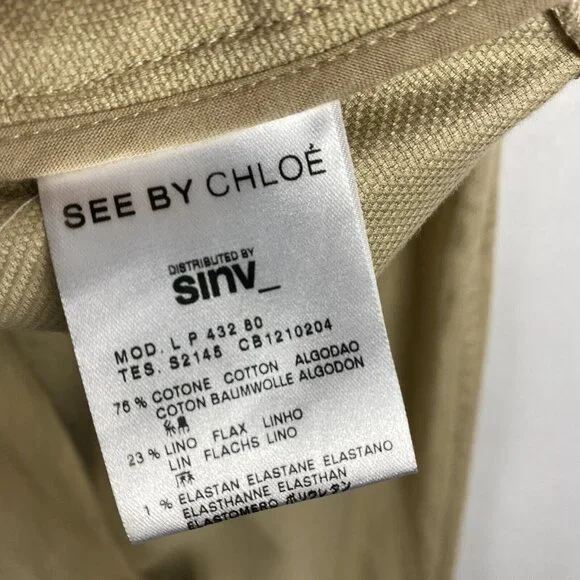 SEE BY CHLOÉ
DISTRIBUTED BY
sinv_
MOD. L P 432 80
TES. S2145 CB1210204
76 % COTONE COTTON ALGODAO
COTON BAUMWOLLE ALGODON
綿
23 % LINO FLAX LINHO
LIN FLACHS LINO
麻
1 % ELASTAN ELASTANE ELASTANO
ELASTHANNE ELASTHAN
ELASTOMERO ポリウレタン